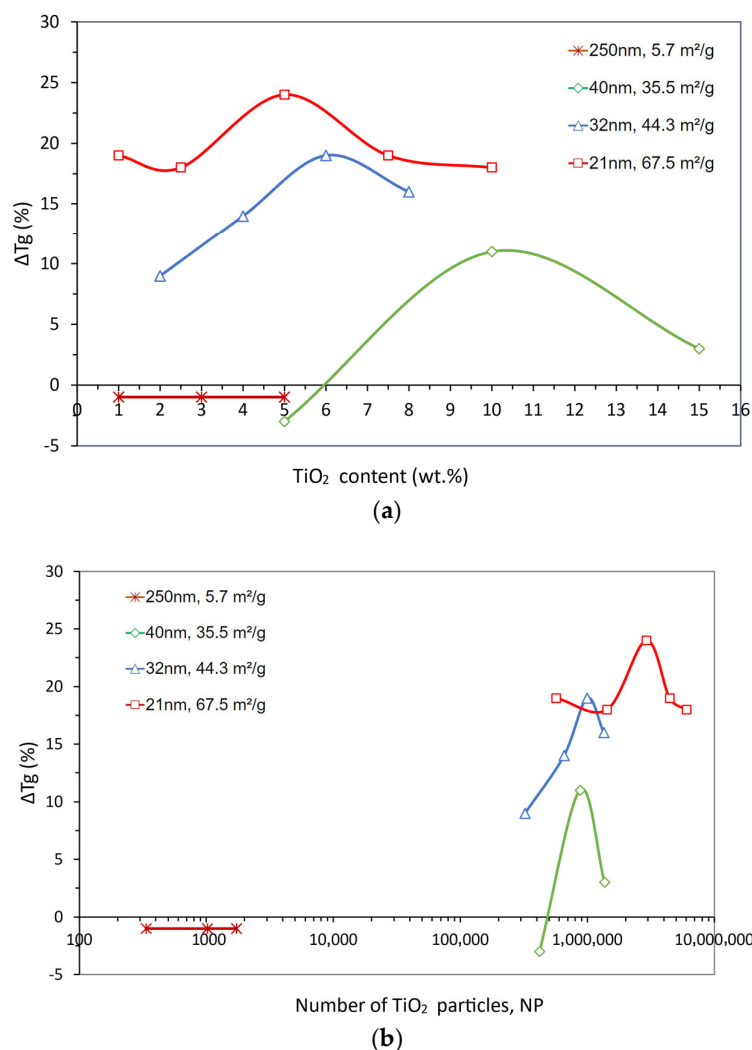 30
25
20
15
10
5
0
-5
ΔTg (%)
250nm, 5.7 m²/g
40nm, 35.5 m²/g
32nm, 44.3 m²/g
21nm, 67.5 m²/g
0 1 2 3 4 5 6 7 8 9 10 11 12 13 14 15 16
TiO₂ content (wt.%)
(a)
30
25
20
15
10
5
0
-5
ΔTg (%)
250nm, 5.7 m²/g
40nm, 35.5 m²/g
32nm, 44.3 m²/g
21nm, 67.5 m²/g
100 1000 10,000 100,000 1,000,000 10,000,000
Number of TiO₂ particles, NP
(b)